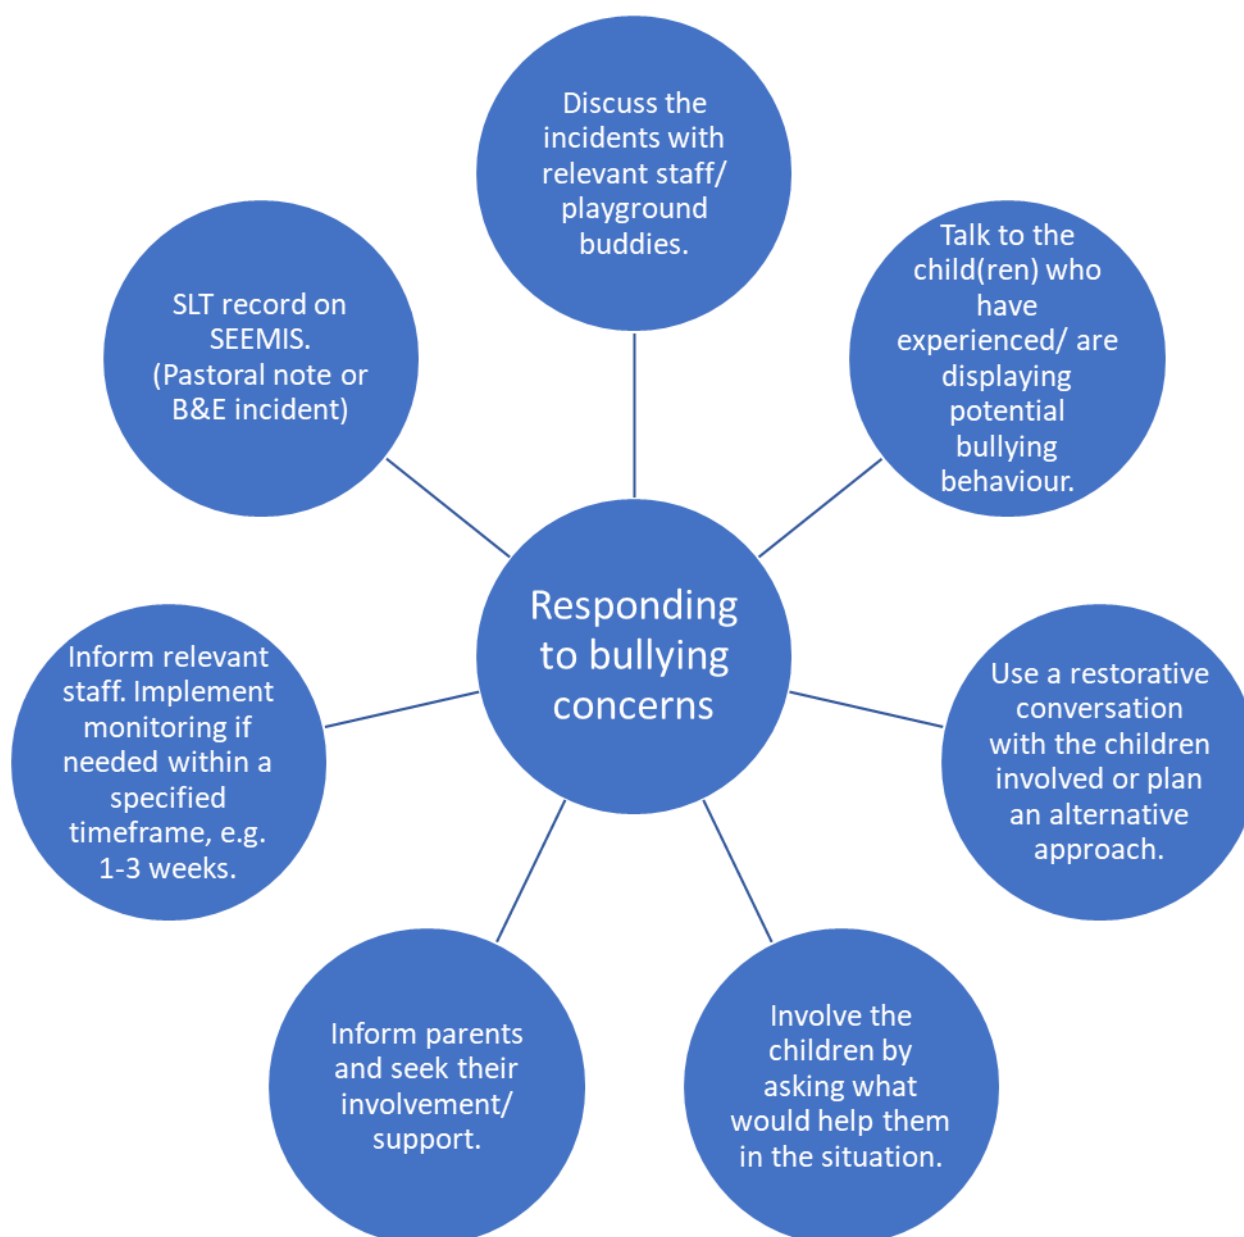 Discuss the
incidents with
relevant staff/
playground
buddies.
Talk to the
child(ren) who
have
experienced/ are
displaying
potential
bullying
behaviour.
Use a restorative
conversation
with the children
involved or plan
an alternative
approach.
Involve the
children by
asking what
would help them
in the situation.
Inform parents
and seek their
involvement/
support.
Inform relevant
staff. Implement
monitoring if
needed within a
specified
timeframe, e.g.
1-3 weeks.
SLT record on
SEEMIS.
(Pastoral note or
B&E incident)
Responding
to bullying
concerns